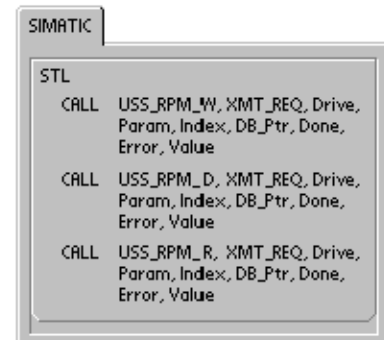 SIMATIC
STL
CALL USS_RPM_W, XMT_REQ, Drive,
Param, Index, DB_Ptr, Done,
Error, Value
CALL USS_RPM_D, XMT_REQ, Drive,
Param, Index, DB_Ptr, Done,
Error, Value
CALL USS_RPM_R, XMT_REQ, Drive,
Param, Index, DB_Ptr, Done,
Error, Value